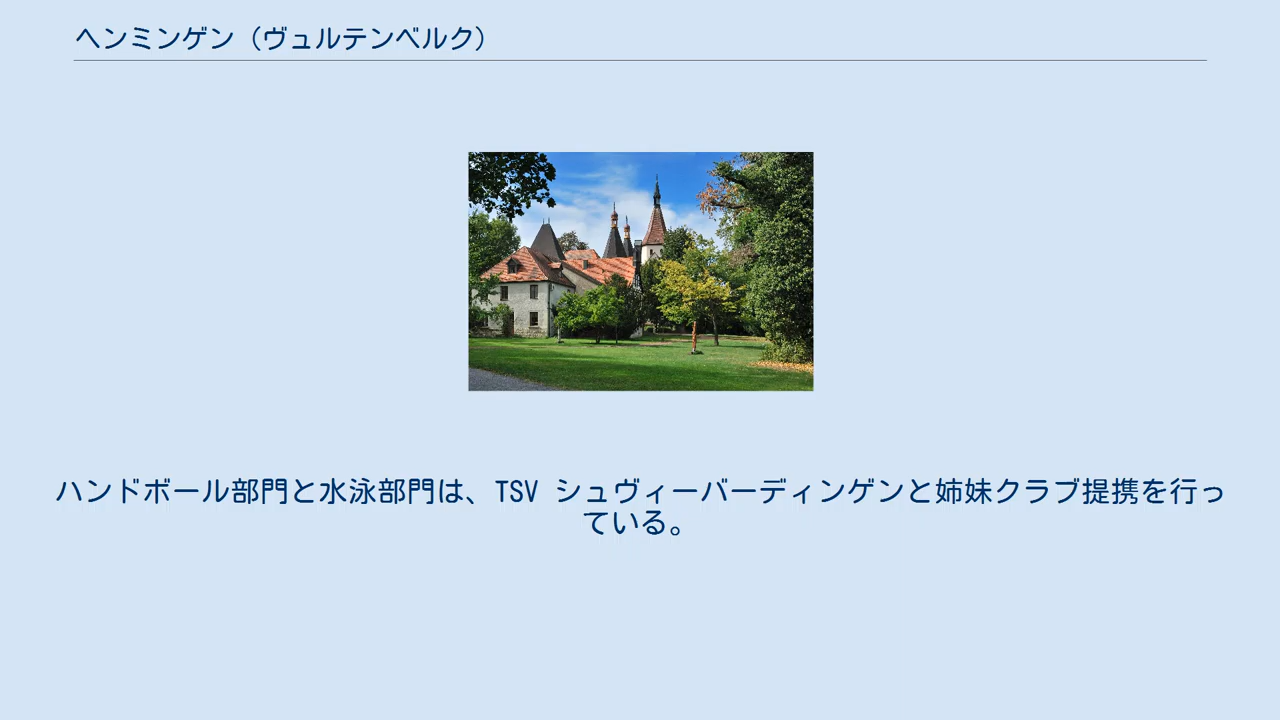 ヘンミンゲン（ヴュルテンベルク）
ハンドボール部門と水泳部門は、TSV シュヴィーバーディンゲンと姉妹クラブ提携を行っ
ている。